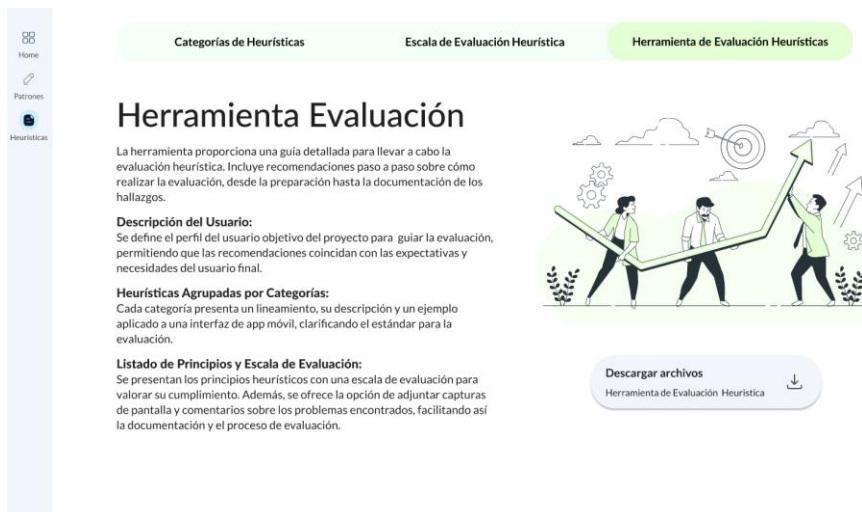 Home
Patrones
Heurísticas
Categorías de Heurísticas
Escala de Evaluación Heurística
Herramienta de Evaluación Heurísticas
Herramienta Evaluación
La herramienta proporciona una guía detallada para llevar a cabo la
evaluación heurística. Incluye recomendaciones paso a paso sobre cómo
realizar la evaluación, desde la preparación hasta la documentación de los
hallazgos.
Descripción del Usuario:
Se define el perfil del usuario objetivo del proyecto para guiar la evaluación,
permitiendo que las recomendaciones coincidan con las expectativas y
necesidades del usuario final.
Heurísticas Agrupadas por Categorías:
Cada categoría presenta un lineamiento, su descripción y un ejemplo
aplicado a una interfaz de app móvil, clarificando el estándar para la
evaluación.
Listado de Principios y Escala de Evaluación:
Se presentan los principios heurísticos con una escala de evaluación para
valorar su cumplimiento. Además, se ofrece la opción de adjuntar capturas
de pantalla y comentarios sobre los problemas encontrados, facilitando así
la documentación y el proceso de evaluación.
Descargar archivos
Herramienta de Evaluación Heuristica